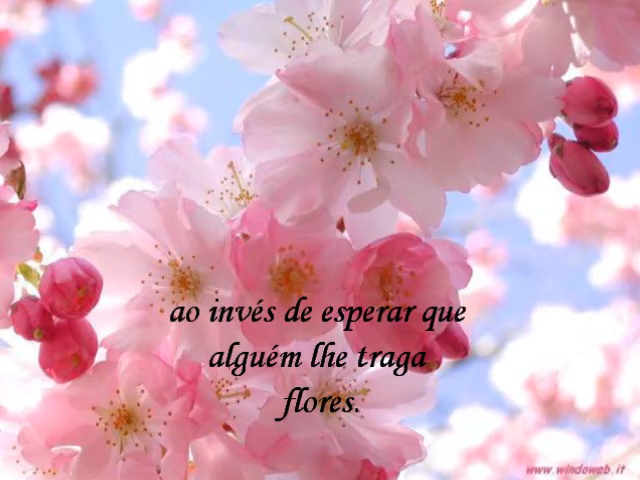 ao invés de esperar que
alguém lhe traga
flores.
www.windoweb.it